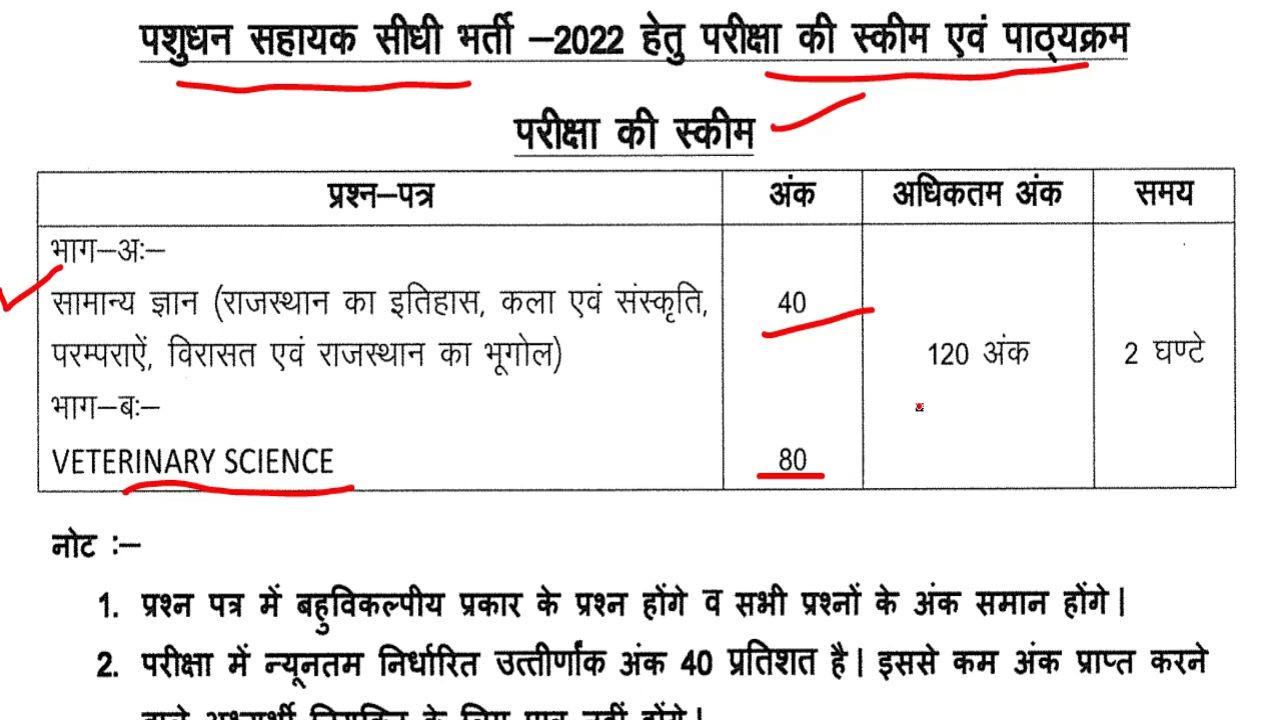 पशुधन सहायक सीधी भर्ती –2022 हेतु परीक्षा की स्कीम एवं पाठ्यक्रम
परीक्षा की स्कीम
प्रश्न–पत्र अंक अधिकतम अंक समय
भाग–अः–
सामान्य ज्ञान (राजस्थान का इतिहास, कला एवं संस्कृति, 40
परम्पराऐं, विरासत एवं राजस्थान का भूगोल) 120 अंक 2 घण्टे
भाग–बः–
VETERINARY SCIENCE 80
नोट :–
1. प्रश्न पत्र में बहुविकल्पीय प्रकार के प्रश्न होंगे व सभी प्रश्नों के अंक समान होंगे।
2. परीक्षा में न्यूनतम निर्धारित उत्तीर्णांक अंक 40 प्रतिशत है। इससे कम अंक प्राप्त करने